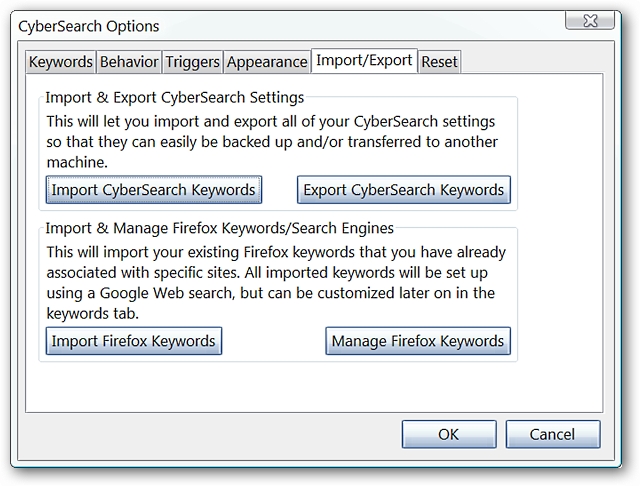 CyberSearch Options
Keywords Behavior Triggers Appearance Import/Export Reset
Import & Export CyberSearch Settings
This will let you import and export all of your CyberSearch settings
so that they can easily be backed up and/or transferred to another
machine.
Import CyberSearch Keywords Export CyberSearch Keywords
Import & Manage Firefox Keywords/Search Engines
This will import your existing Firefox keywords that you have already
associated with specific sites. All imported keywords will be set up
using a Google Web search, but can be customized later on in the
keywords tab.
Import Firefox Keywords Manage Firefox Keywords
OK Cancel